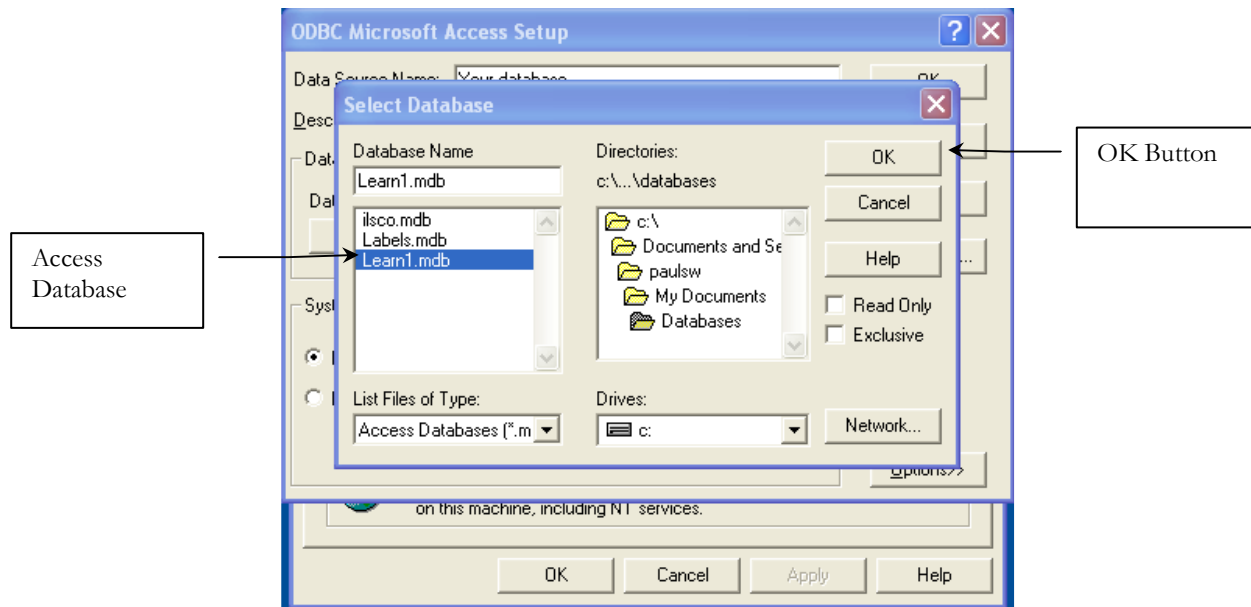 ODBC Microsoft Access Setup
Data Source Name: Your database
OK
Select Database
Database Name
Learn1.mdb
ilsco.mdb
Labels.mdb
Learn1.mdb
List Files of Type:
Access Databases (*.m
Directories:
c:\...\databases
c:\
Documents and Se
paulsw
My Documents
Databases
Drives:
c:
OK
Cancel
Help
Read Only
Exclusive
Network...
Options>>
on this machine, including NT services.
OK Cancel Apply Help
Access
Database
OK Button